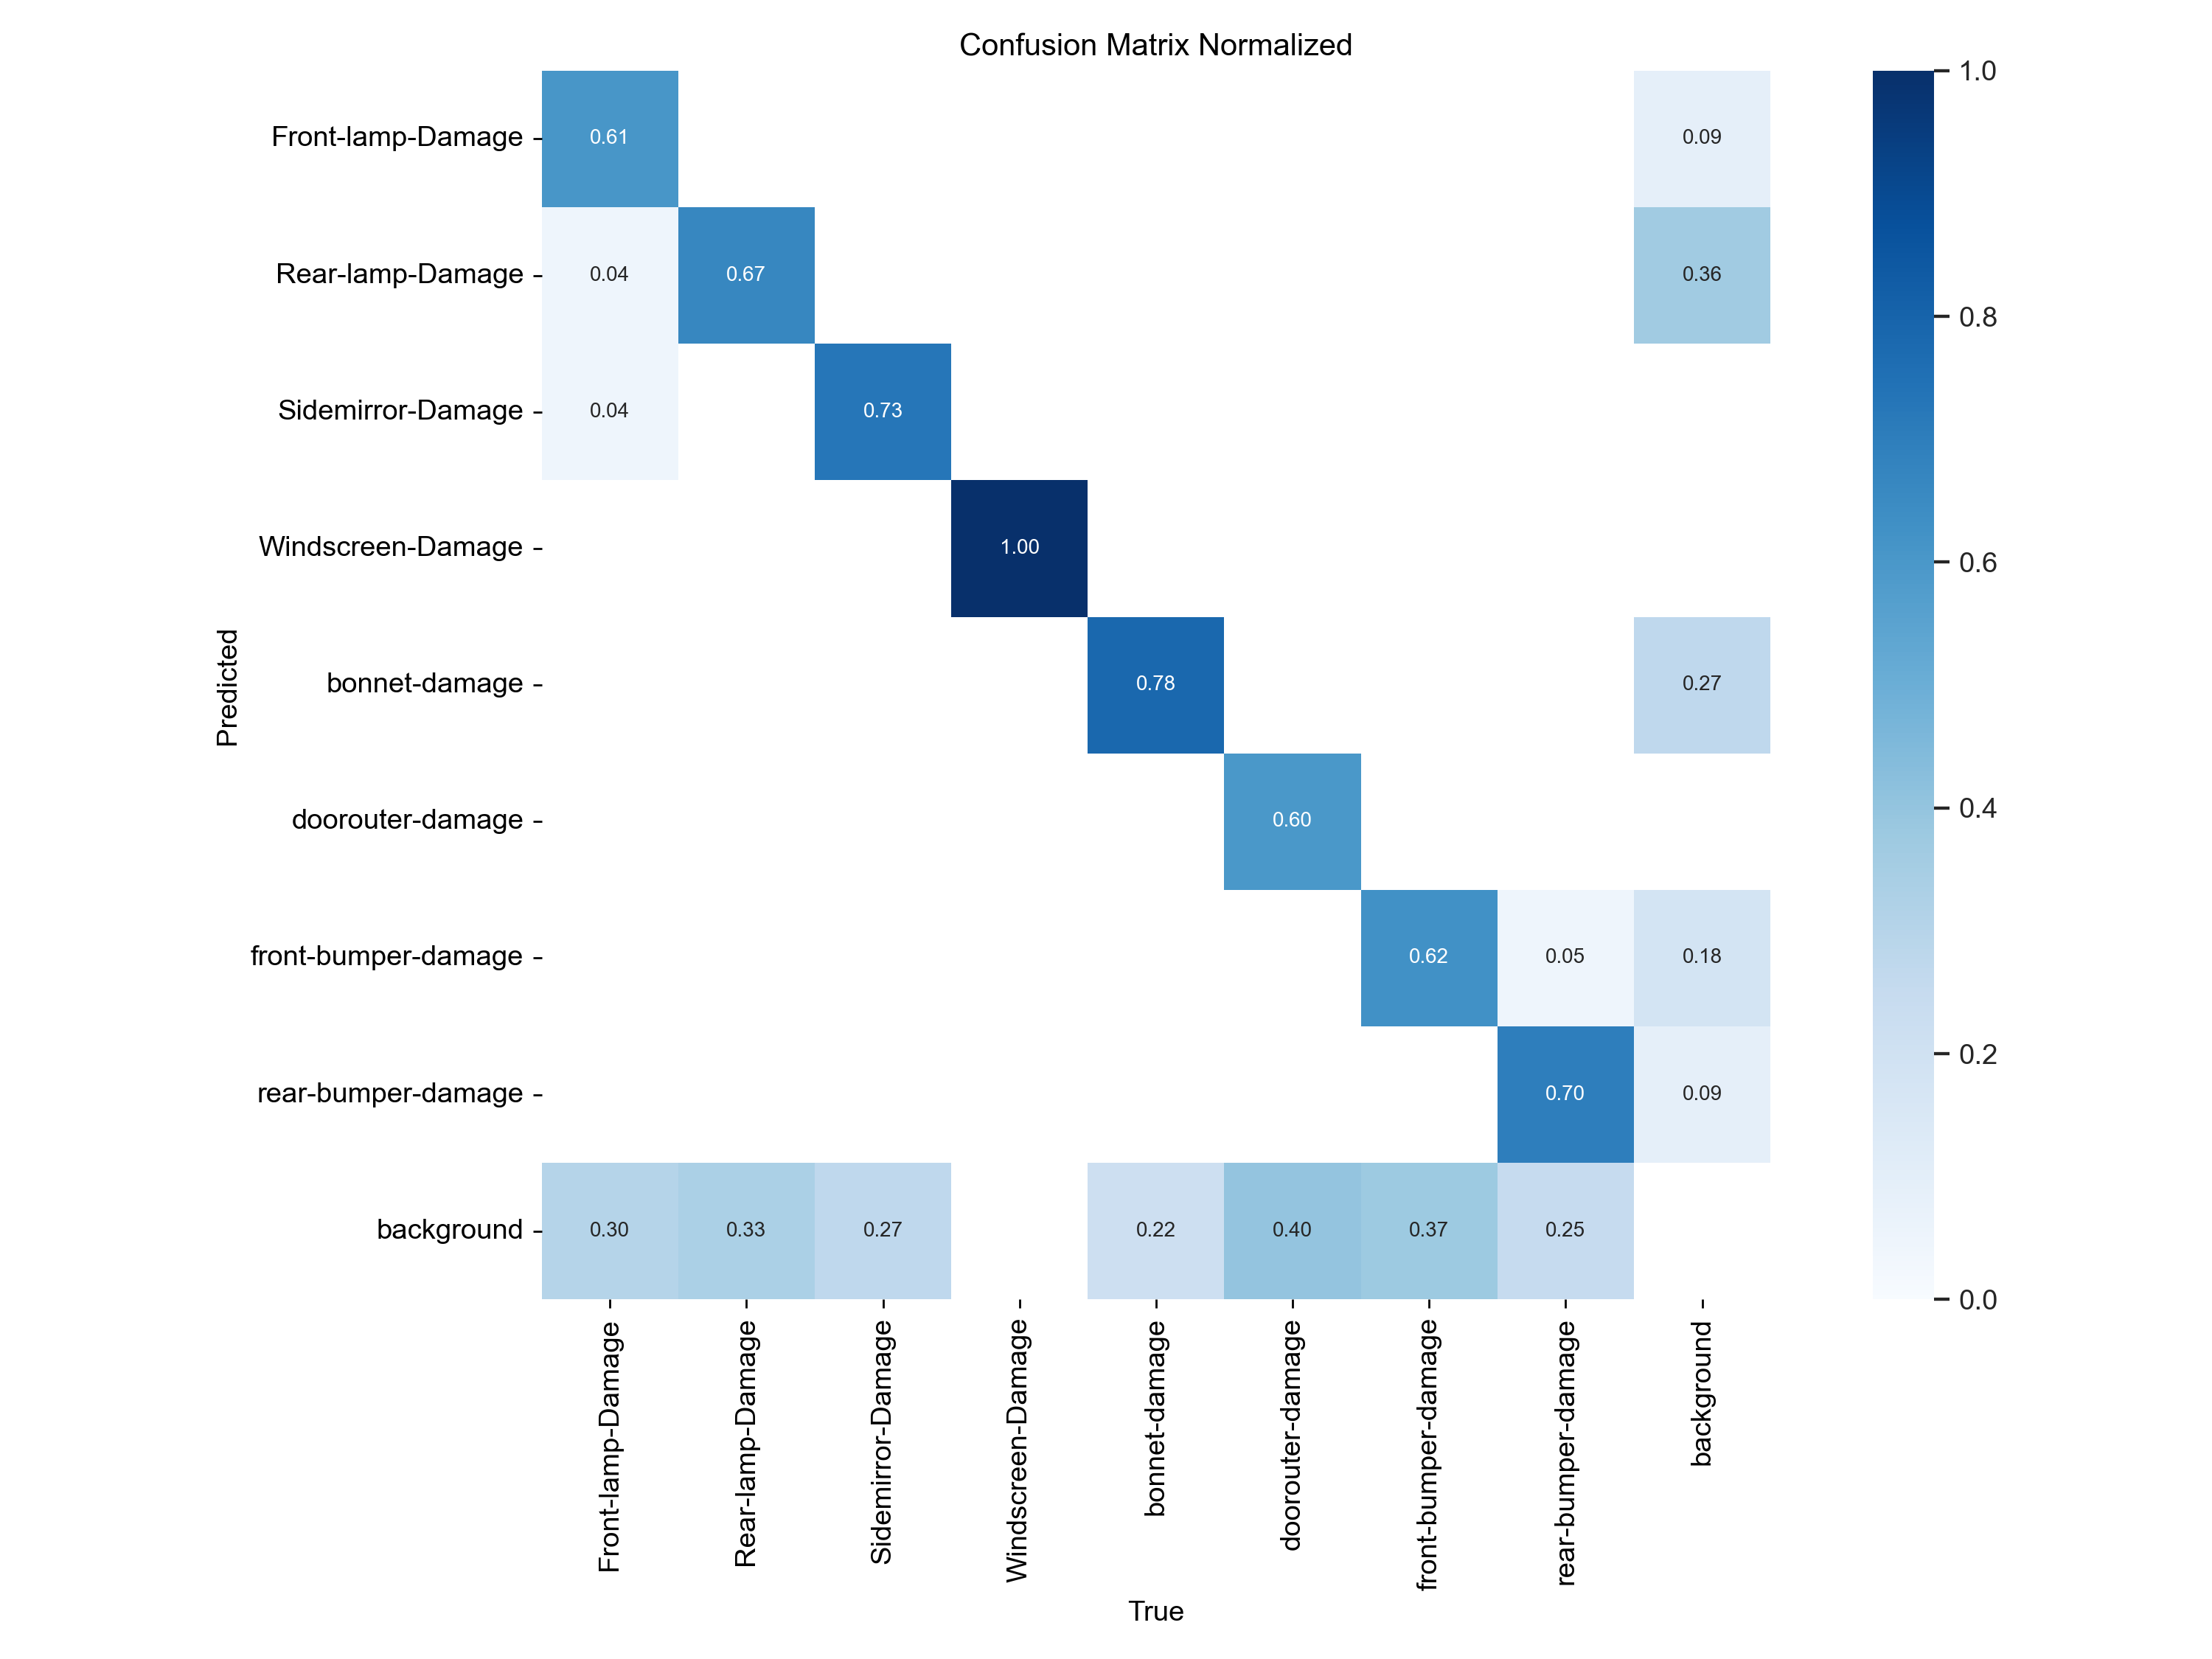 Confusion Matrix Normalized
Front-lamp-Damage 0.61 0.09
Rear-lamp-Damage 0.04 0.67 0.36
Sidemirror-Damage 0.04 0.73
Windscreen-Damage 1.00
bonnet-damage 0.78 0.27
doorouter-damage 0.60
front-bumper-damage 0.62 0.05 0.18
rear-bumper-damage 0.70 0.09
background 0.30 0.33 0.27 0.22 0.40 0.37 0.25
Predicted
Front-lamp-Damage
Rear-lamp-Damage
Sidemirror-Damage
Windscreen-Damage
bonnet-damage
doorouter-damage
front-bumper-damage
rear-bumper-damage
background
True
1.0
0.8
0.6
0.4
0.2
0.0